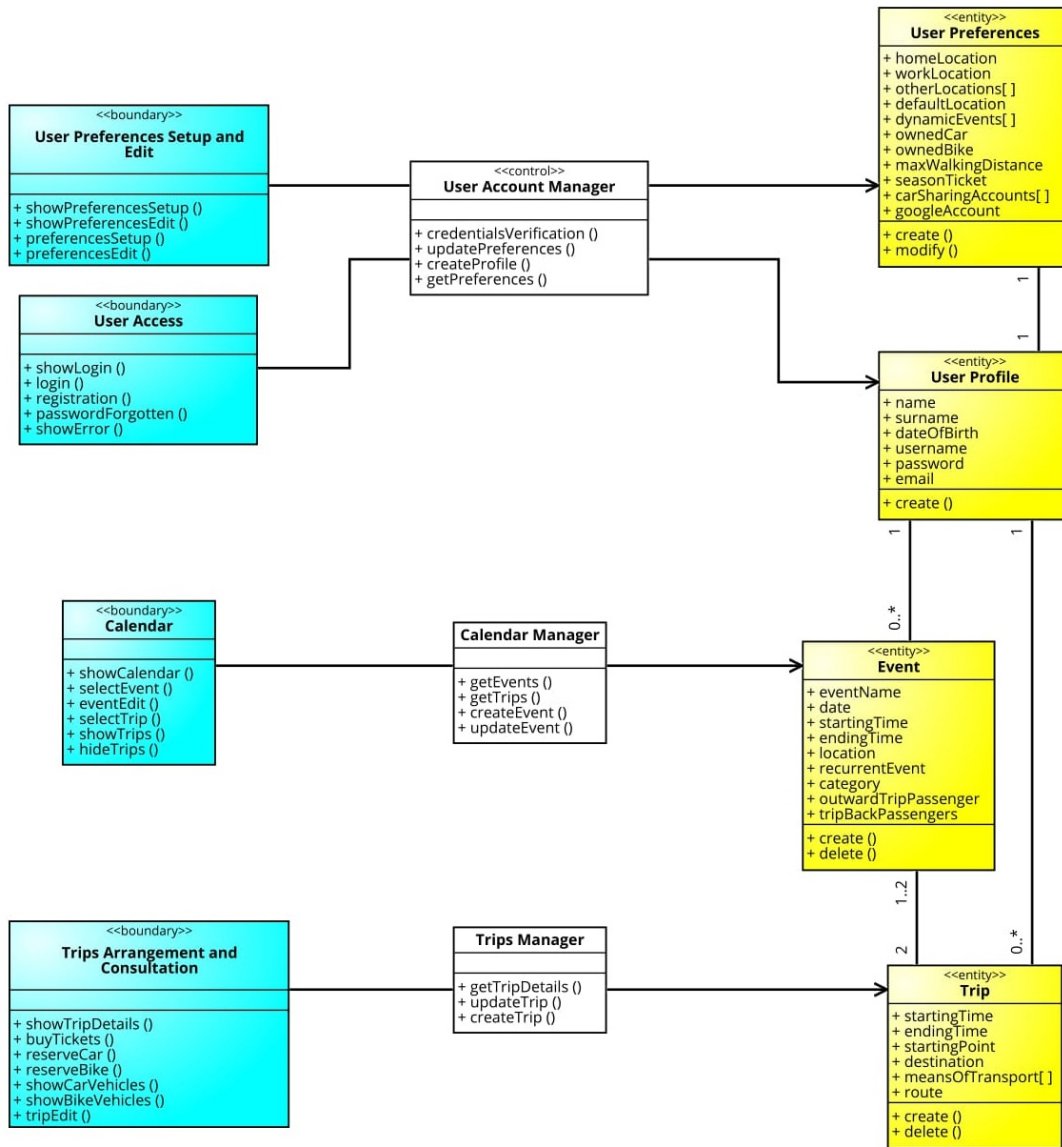 <<entity>>
User Preferences
+ homeLocation
+ workLocation
+ otherLocations[ ]
+ defaultLocation
+ dynamicEvents[ ]
+ ownedCar
+ ownedBike
+ maxWalkingDistance
+ seasonTicket
+ carSharingAccounts[ ]
+ googleAccount
+ create ()
+ modify ()
<<boundary>>
User Preferences Setup and
Edit
+ showPreferencesSetup ()
+ showPreferencesEdit ()
+ preferencesSetup ()
+ preferencesEdit ()
<<control>>
User Account Manager
+ credentialsVerification ()
+ updatePreferences ()
+ createProfile ()
+ getPreferences ()
1
1
<<boundary>>
User Access
+ showLogin ()
+ login ()
+ registration ()
+ passwordForgotten ()
+ showError ()
<<entity>>
User Profile
+ name
+ surname
+ dateOfBirth
+ username
+ password
+ email
+ create ()
1
1
0..*
<<boundary>>
Calendar
+ showCalendar ()
+ selectEvent ()
+ eventEdit ()
+ selectTrip ()
+ showTrips ()
+ hideTrips ()
Calendar Manager
+ getEvents ()
+ getTrips ()
+ createEvent ()
+ updateEvent ()
<<entity>>
Event
+ eventName
+ date
+ startingTime
+ endingTime
+ location
+ recurrentEvent
+ category
+ outwardTripPassenger
+ tripBackPassengers
+ create ()
+ delete ()
1..2
2
0..*
<<boundary>>
Trips Arrangement and
Consultation
+ showTripDetails ()
+ buyTickets ()
+ reserveCar ()
+ reserveBike ()
+ showCarVehicles ()
+ showBikeVehicles ()
+ tripEdit ()
Trips Manager
+ getTripDetails ()
+ updateTrip ()
+ createTrip ()
<<entity>>
Trip
+ startingTime
+ endingTime
+ startingPoint
+ destination
+ meansOfTransport[ ]
+ route
+ create ()
+ delete ()